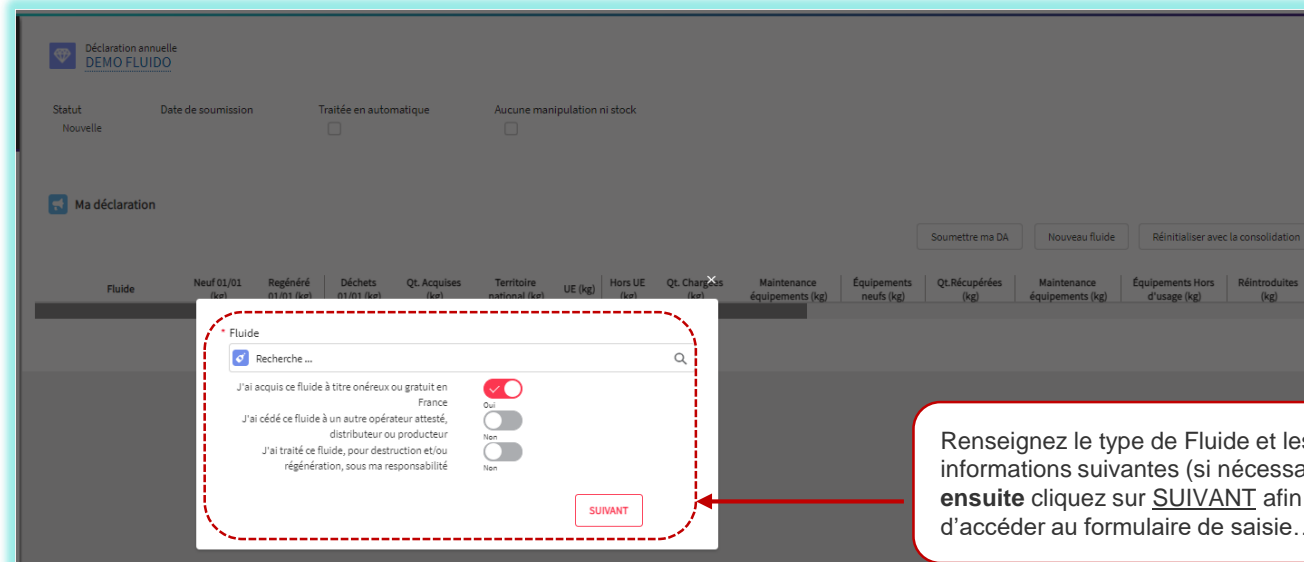 Déclaration annuelle
DEMO FLUIDO
Statut Date de soumission Traitée en automatique Aucune manipulation ni stock
Nouvelle
Ma déclaration
Soumettre ma DA Nouveau fluide Réinitialiser avec la consolidation
Fluide Neuf 01/01 (kg) Regénéré 01/01 (kg) Déchets 01/01 (kg) Qt. Acquises (kg) Territoire national (kg) UE (kg) Hors UE (kg) Qt. Chargées (kg) Maintenance équipements (kg) Équipements neufs (kg) Qt.Récupérées (kg) Maintenance équipements (kg) Équipements Hors d'usage (kg) Réintroduites (kg)
* Fluide
Recherche ...
J'ai acquis ce fluide à titre onéreux ou gratuit en
France
Oui
J'ai cédé ce fluide à un autre opérateur attesté,
distributeur ou producteur
Non
J'ai traité ce fluide, pour destruction et/ou
régénération, sous ma responsabilité
Non
SUIVANT
Renseignez le type de Fluide et les
informations suivantes (si nécessa
ensuite cliquez sur SUIVANT afin
d’accéder au formulaire de saisie..